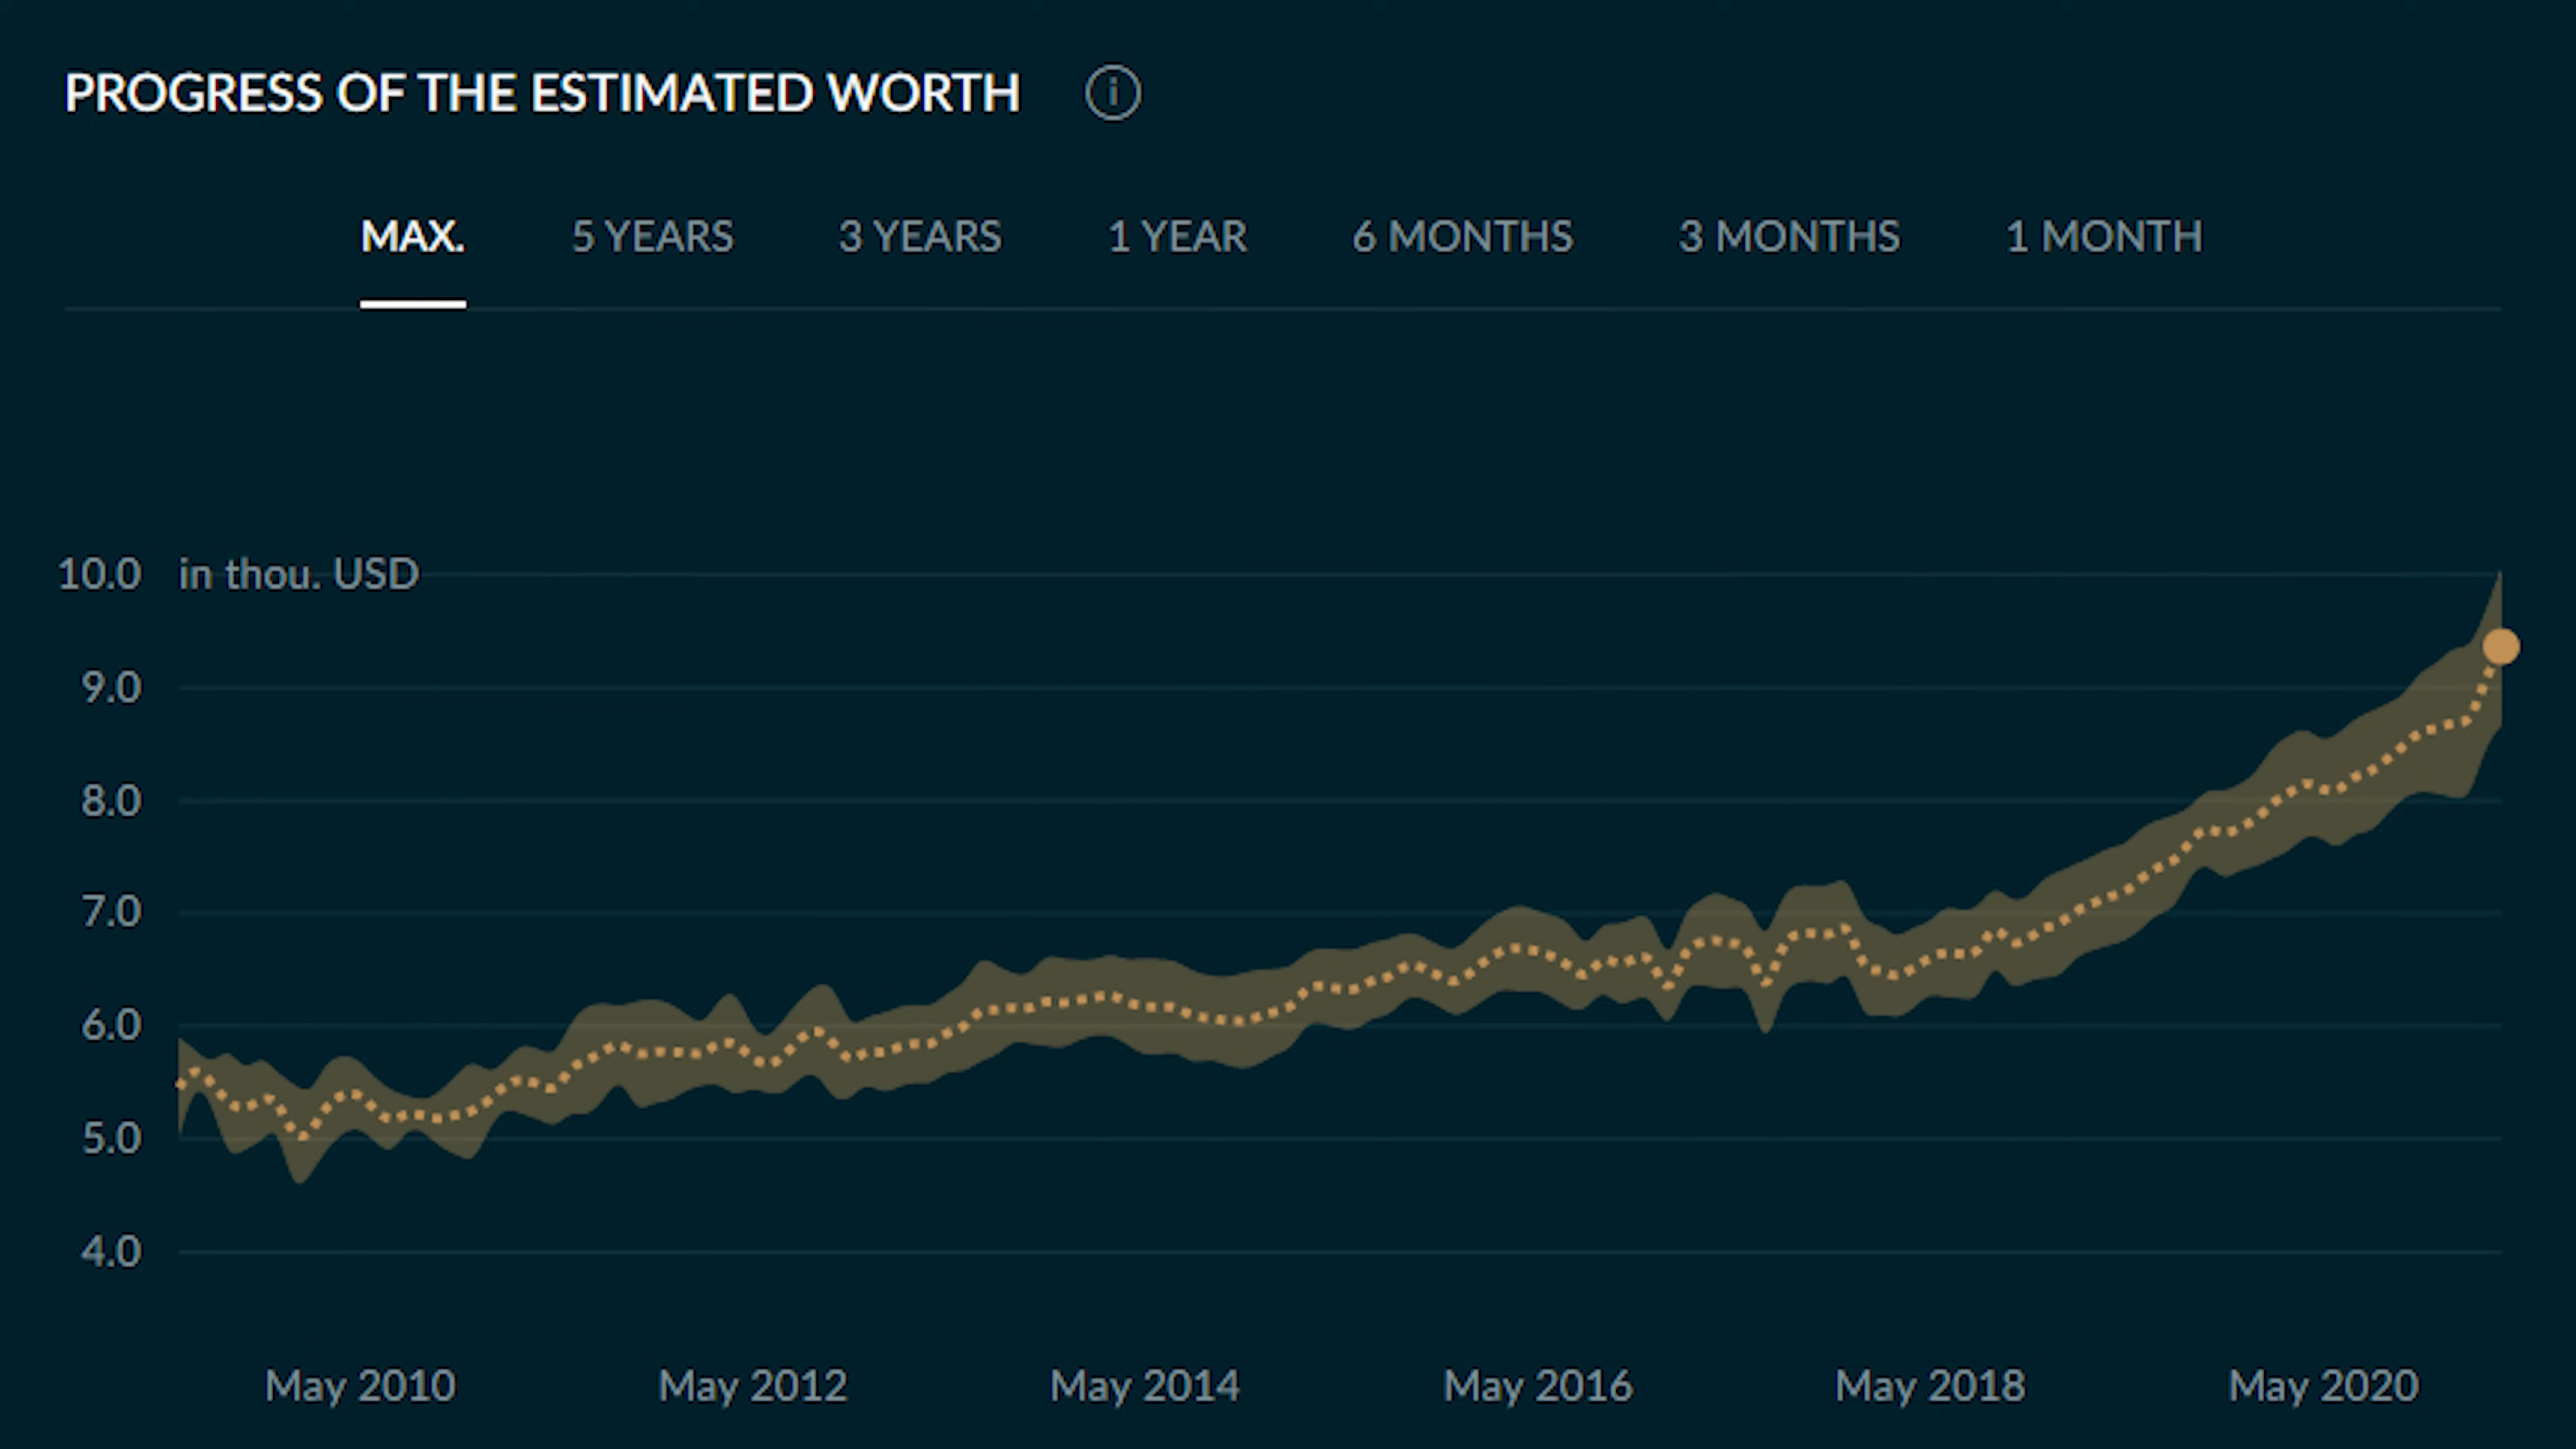 PROGRESS OF THE ESTIMATED WORTH i
MAX. 5 YEARS 3 YEARS 1 YEAR 6 MONTHS 3 MONTHS 1 MONTH
10.0 in thou. USD
9.0
8.0
7.0
6.0
5.0
4.0
May 2010 May 2012 May 2014 May 2016 May 2018 May 2020